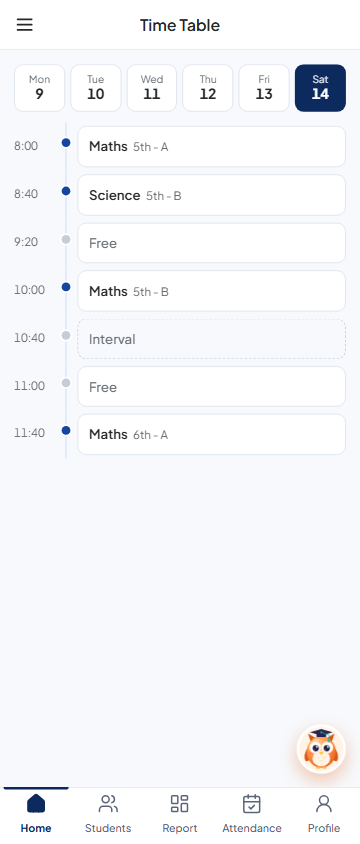 Time Table
Mon Tue Wed Thu Fri Sat
9 10 11 12 13 14
8:00 Maths 5th - A
8:40 Science 5th - B
9:20 Free
10:00 Maths 5th - B
10:40 Interval
11:00 Free
11:40 Maths 6th - A
Home Students Report Attendance Profile